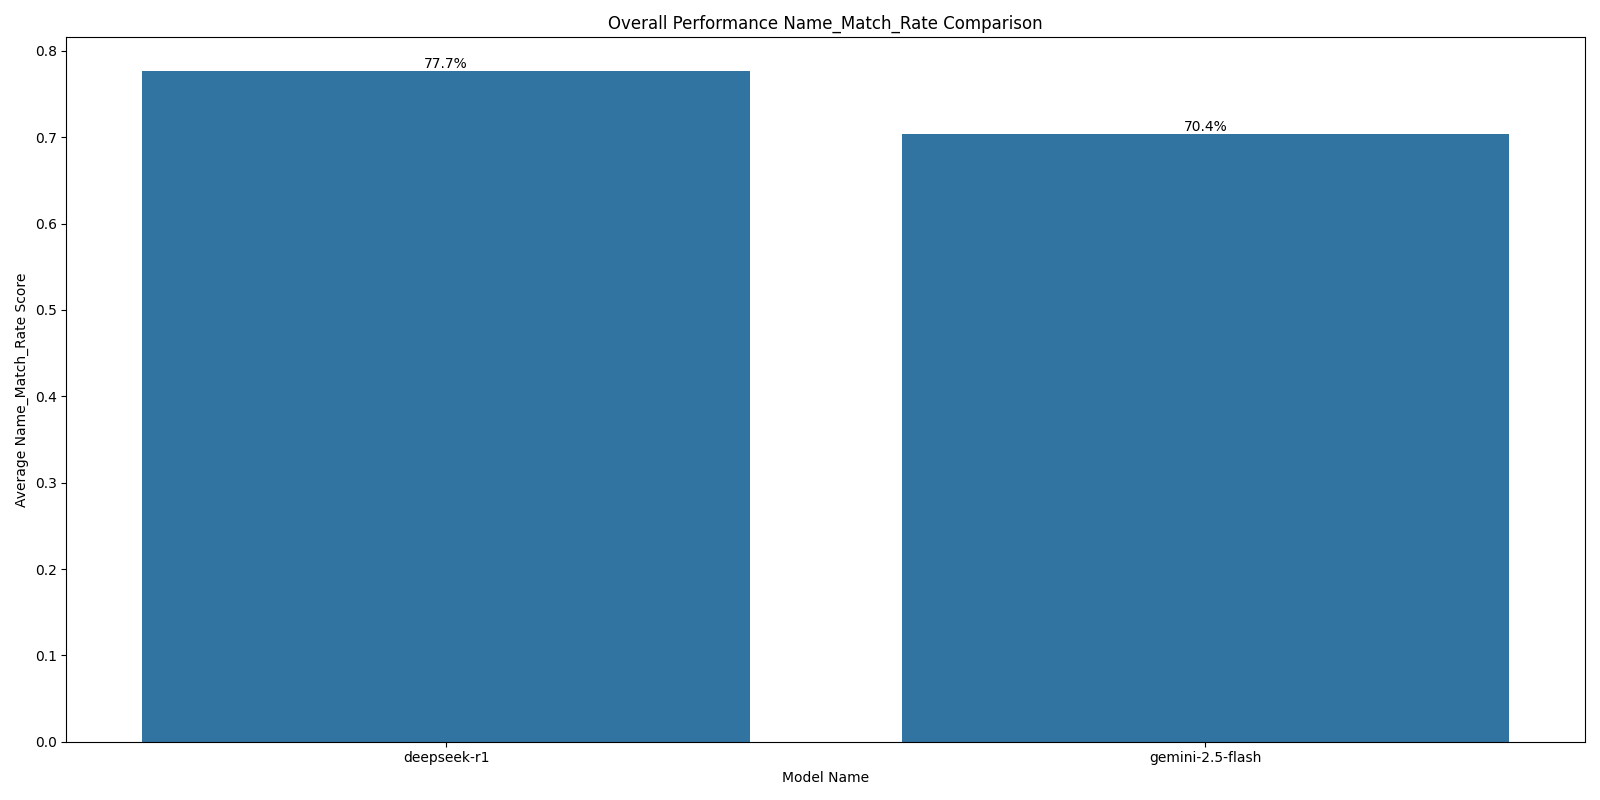 Overall Performance Name_Match_Rate Comparison
Average Name_Match_Rate Score
0.8
0.7
0.6
0.5
0.4
0.3
0.2
0.1
0.0
77.7%
70.4%
deepseek-r1
gemini-2.5-flash
Model Name